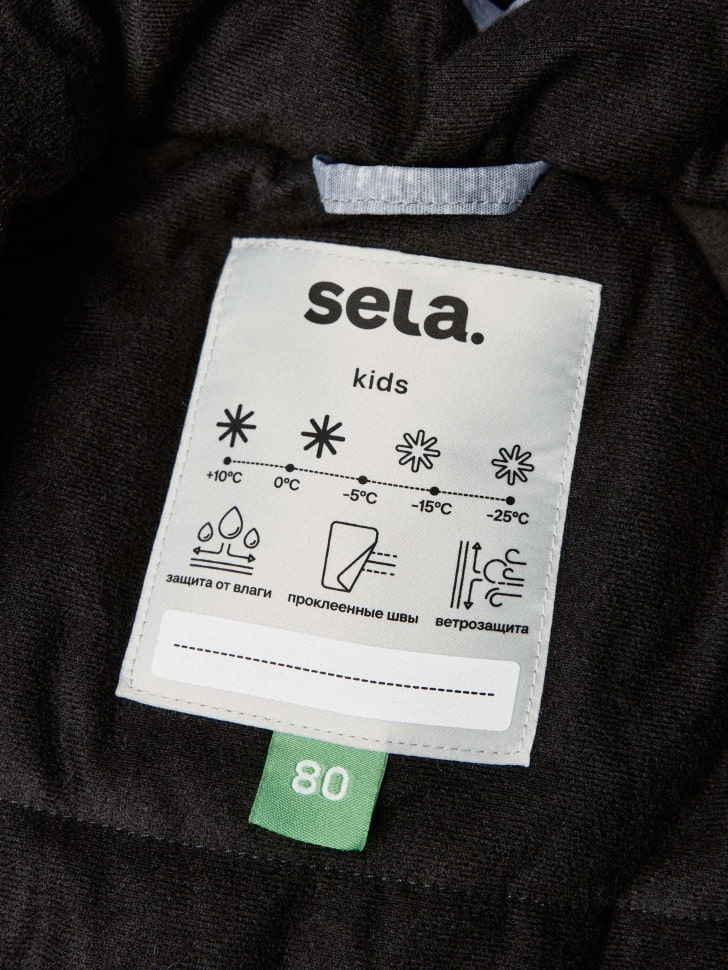 sela.
kids
+10°C 0°C -5°C -15°C -25°C
защита от влаги проклеенные швы ветрозащита
80